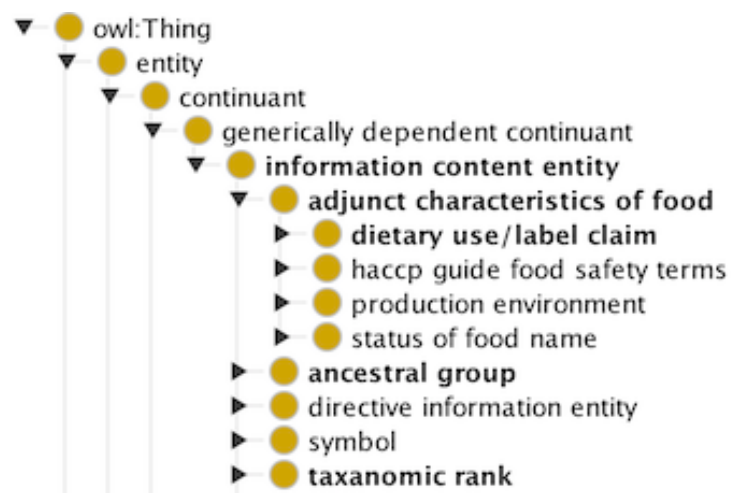 owl:Thing
entity
continuant
generically dependent continuant
information content entity
adjunct characteristics of food
dietary use/label claim
haccp guide food safety terms
production environment
status of food name
ancestral group
directive information entity
symbol
taxanomic rank